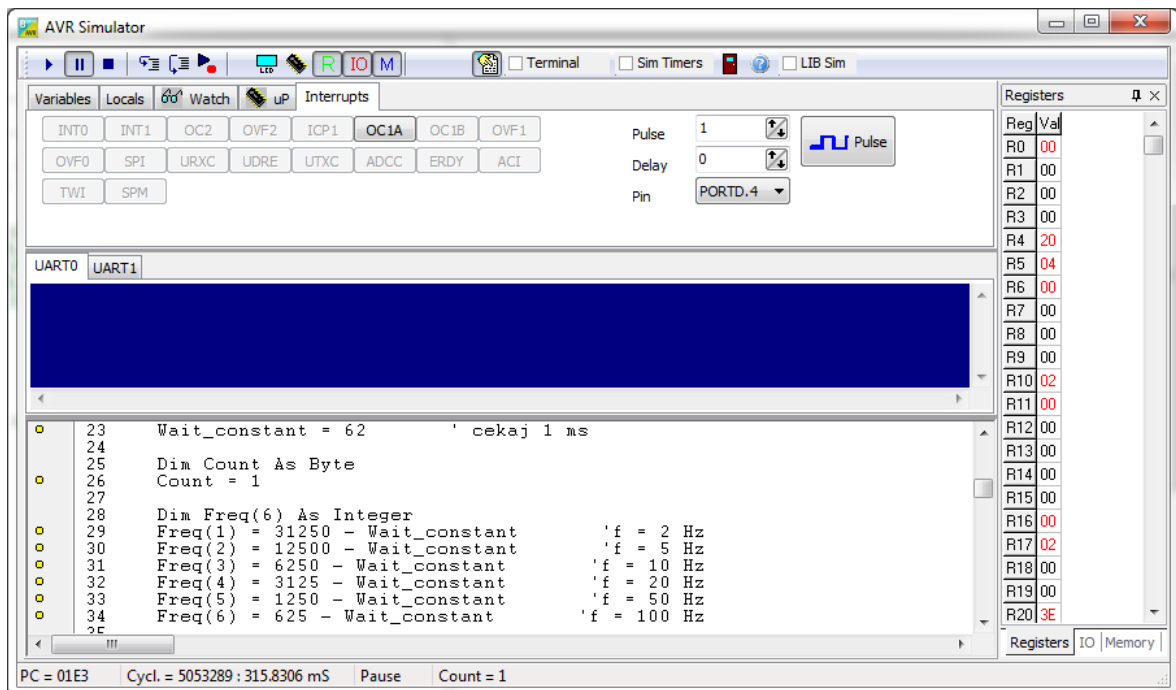 AVR Simulator
R IO M Terminal Sim Timers LIB Sim
Variables Locals Watch uP Interrupts
INT0 INT1 OC2 OVF2 ICP1 OC1A OC1B OVF1
OVF0 SPI URXC UDRE UTXC ADCC ERDY ACI
TWI SPM
Pulse 1 Pulse
Delay 0
Pin PORTD.4
UART0 UART1
23 Wait_constant = 62 ' cekaj 1 ms
24
25 Dim Count As Byte
26 Count = 1
27
28 Dim Freq(6) As Integer
29 Freq(1) = 31250 - Wait_constant 'f = 2 Hz
30 Freq(2) = 12500 - Wait_constant 'f = 5 Hz
31 Freq(3) = 6250 - Wait_constant 'f = 10 Hz
32 Freq(4) = 3125 - Wait_constant 'f = 20 Hz
33 Freq(5) = 1250 - Wait_constant 'f = 50 Hz
34 Freq(6) = 625 - Wait_constant 'f = 100 Hz
35
Registers
Reg Val
R0 00
R1 00
R2 00
R3 00
R4 20
R5 04
R6 00
R7 00
R8 00
R9 00
R10 02
R11 00
R12 00
R13 00
R14 00
R15 00
R16 00
R17 02
R18 00
R19 00
R20 3E
Registers IO Memory
PC = 01E3 Cycl. = 5053289 : 315.8306 mS Pause Count = 1